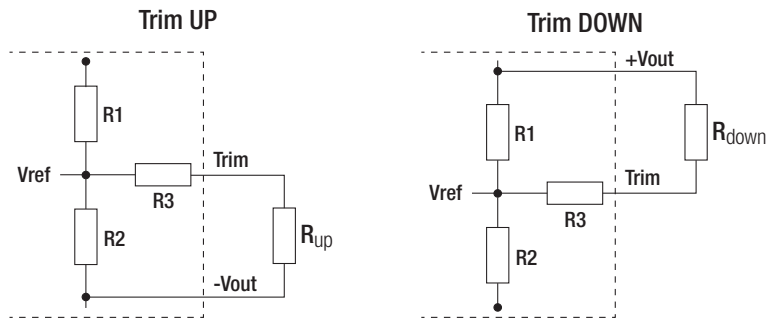 Trim UP
R1
Vref
Trim
R3
R2
Rup
-Vout
Trim DOWN
+Vout
R1
Rdown
Vref
Trim
R3
R2